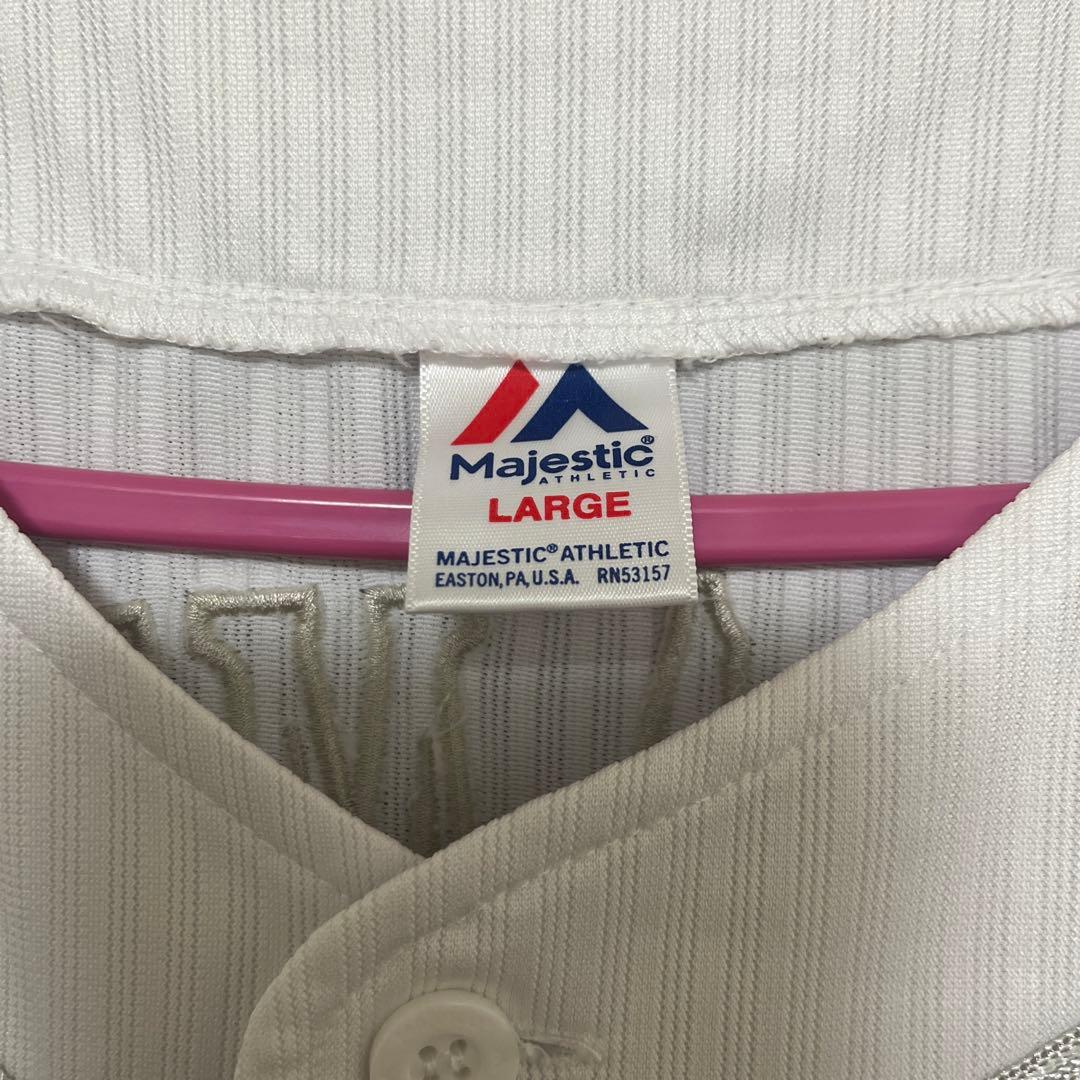 Majestic®
ATHLETIC
LARGE
MAJESTIC® ATHLETIC
EASTON, PA, U.S.A. RN53157